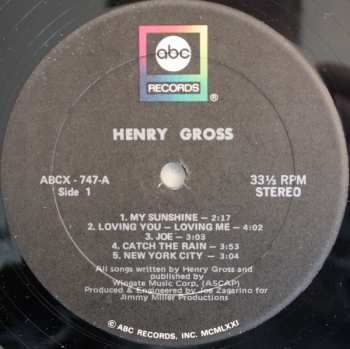 abc
RECORDS
®
HENRY GROSS
ABCX - 747-A
Side 1
33⅓ RPM
STEREO
1. MY SUNSHINE – 2:17
2. LOVING YOU – LOVING ME – 4:02
3. JOE – 3:03
4. CATCH THE RAIN – 3:53
5. NEW YORK CITY – 3:04
All songs written by Henry Gross and
published by
Wingate Music Corp. (ASCAP)
Produced & Engineered by Joe Zagarino for
Jimmy Miller Productions
© ABC RECORDS, INC. MCMLXXI